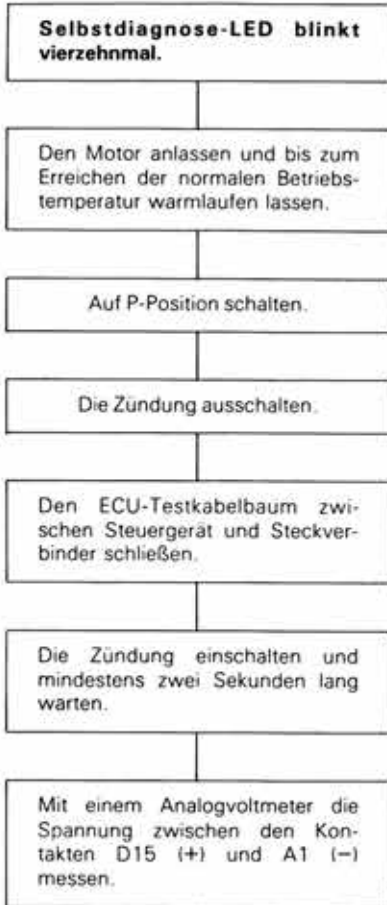 Selbstdiagnose-LED blinkt
vierzehnmal.
Den Motor anlassen und bis zum
Erreichen der normalen Betriebs-
temperatur warmlaufen lassen.
Auf P-Position schalten.
Die Zündung ausschalten.
Den ECU-Testkabelbaum zwi-
schen Steuergerät und Steckver-
binder schließen.
Die Zündung einschalten und
mindestens zwei Sekunden lang
warten.
Mit einem Analogvoltmeter die
Spannung zwischen den Kon-
takten D15 (+) und A1 (−)
messen.